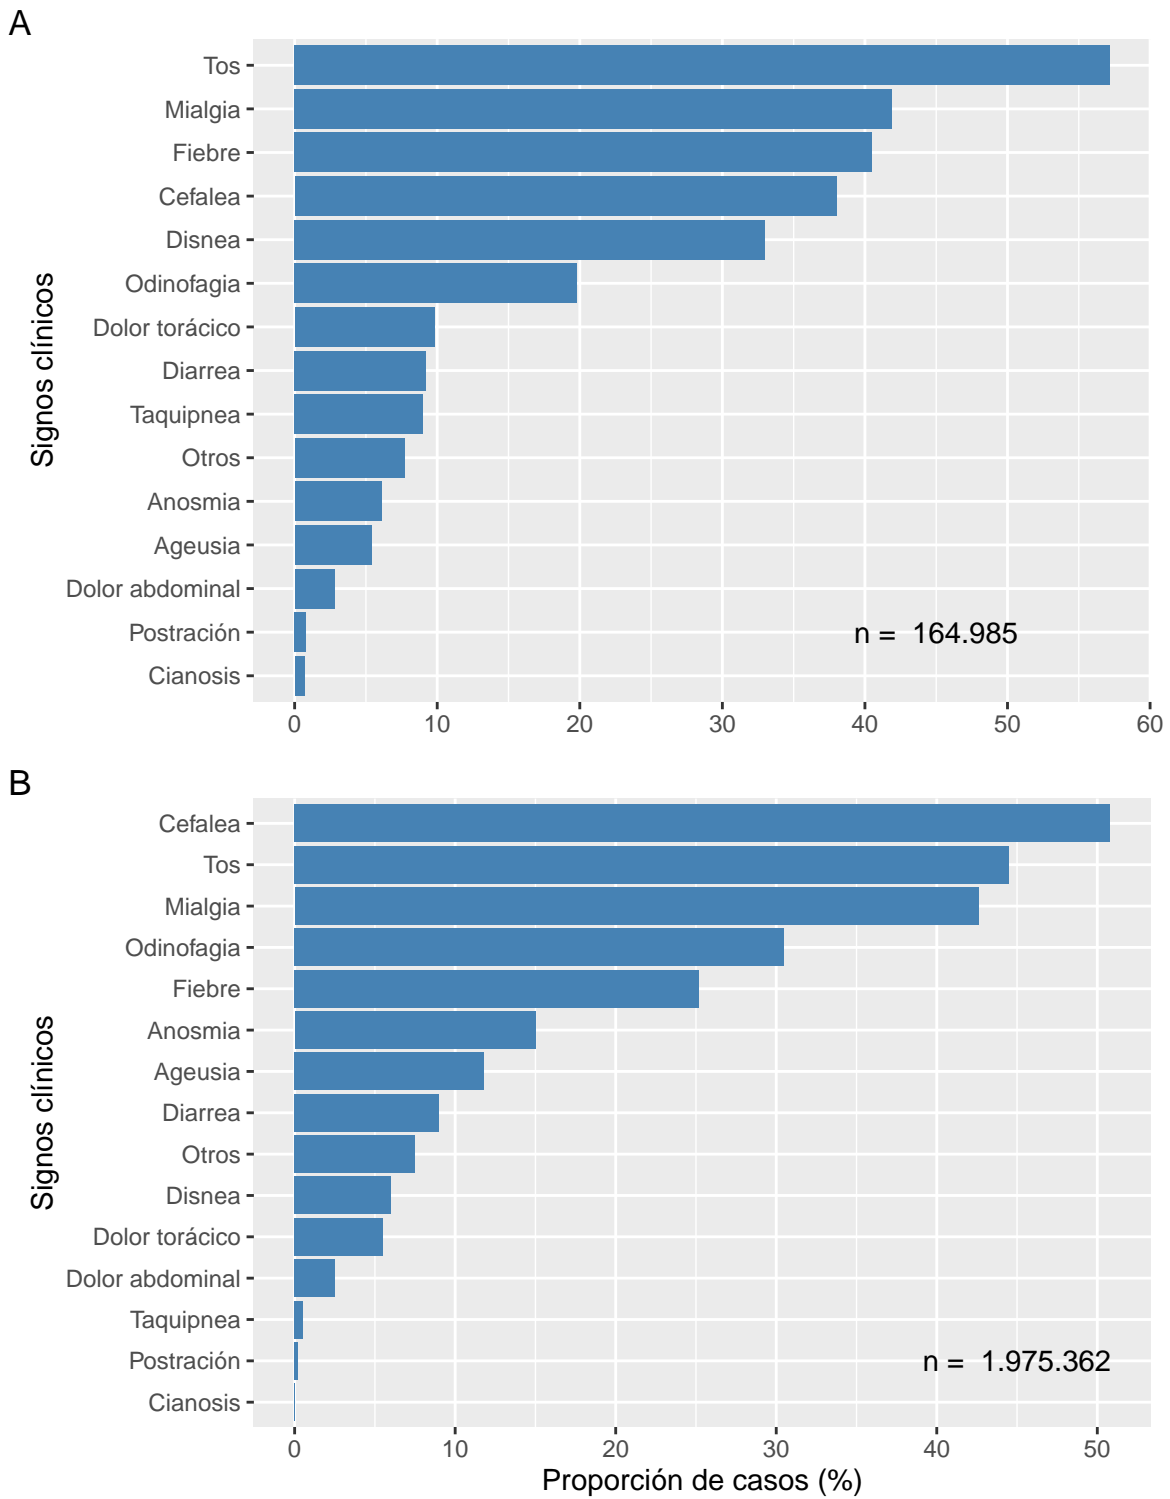 A
Signos clínicos
Tos
Mialgia
Fiebre
Cefalea
Disnea
Odinofagia
Dolor torácico
Diarrea
Taquipnea
Otros
Anosmia
Ageusia
Dolor abdominal
Postración
Cianosis
n =  164.985
0 10 20 30 40 50 60
B
Signos clínicos
Cefalea
Tos
Mialgia
Odinofagia
Fiebre
Anosmia
Ageusia
Diarrea
Otros
Disnea
Dolor torácico
Dolor abdominal
Taquipnea
Postración
Cianosis
n =  1.975.362
0 10 20 30 40 50
Proporción de casos (%)